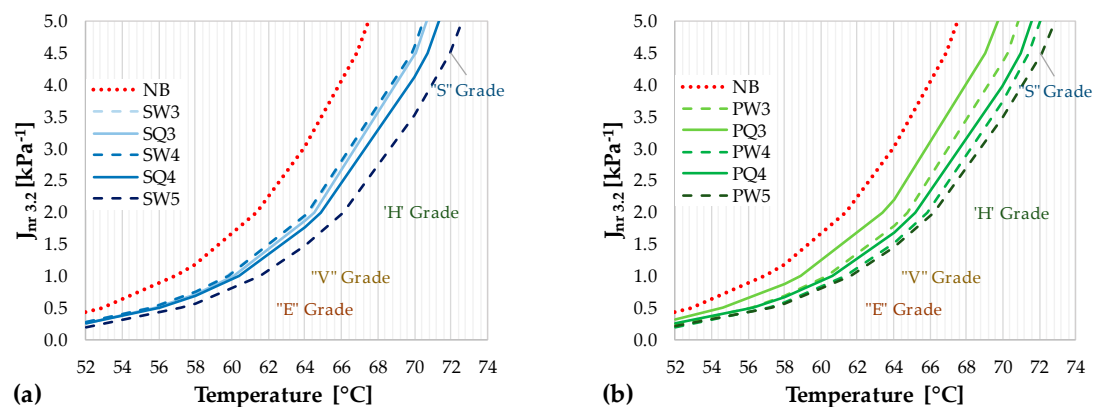 5.0
4.5
4.0
3.5
3.0
2.5
2.0
1.5
1.0
0.5
0.0
Jnr 3.2 [kPa-1]
NB
SW3
SQ3
SW4
SQ4
SW5
"S" Grade
'H' Grade
"V" Grade
"E" Grade
52 54 56 58 60 62 64 66 68 70 72 74
Temperature [°C]
(a)
5.0
4.5
4.0
3.5
3.0
2.5
2.0
1.5
1.0
0.5
0.0
Jnr 3.2 [kPa-1]
NB
PW3
PQ3
PW4
PQ4
PW5
"S" Grade
'H' Grade
"V" Grade
"E" Grade
52 54 56 58 60 62 64 66 68 70 72 74
Temperature [°C]
(b)